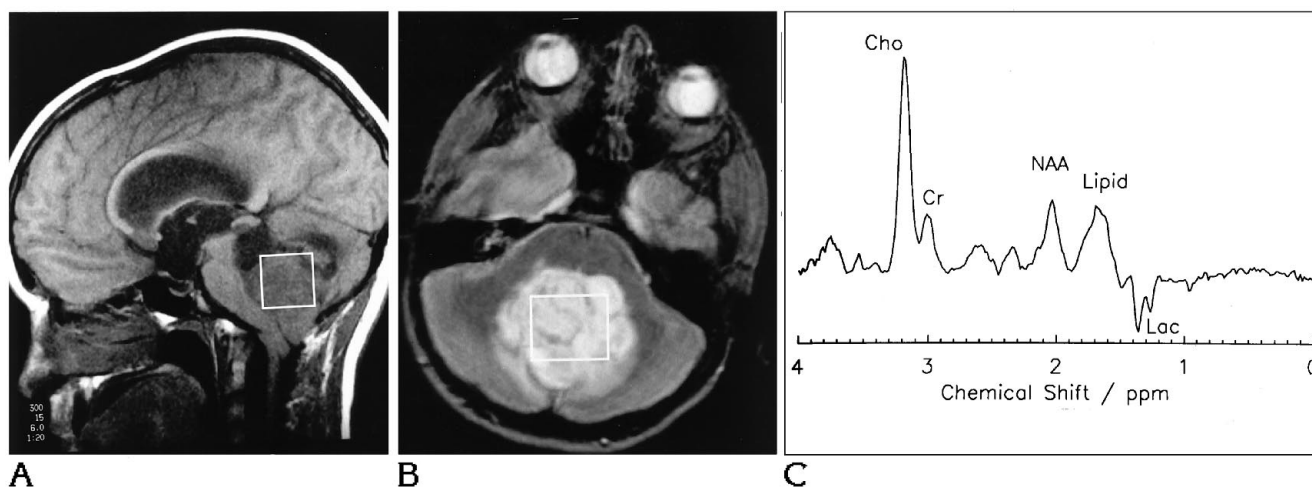 300
15
6.0
1:20
A
B
Cho
Cr
NAA
Lipid
Lac
4 3 2 1 0
Chemical Shift / ppm
C